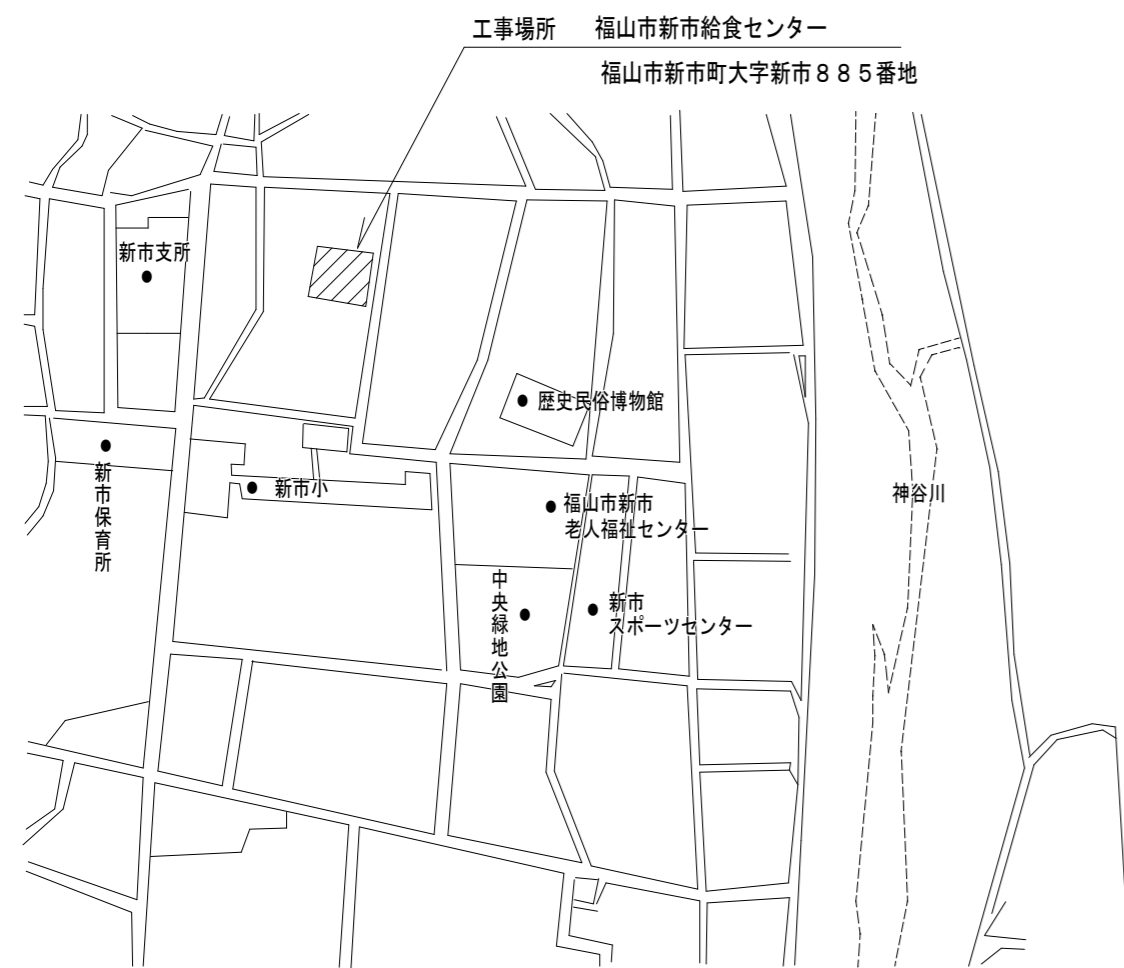 工事場所 福山市新市給食センター
福山市新市町大字新市８８５番地
新市支所
歴史民俗博物館
新市保育所
新市小
神谷川
福山市新市
老人福祉センター
中央緑地公園
新市
スポーツセンター